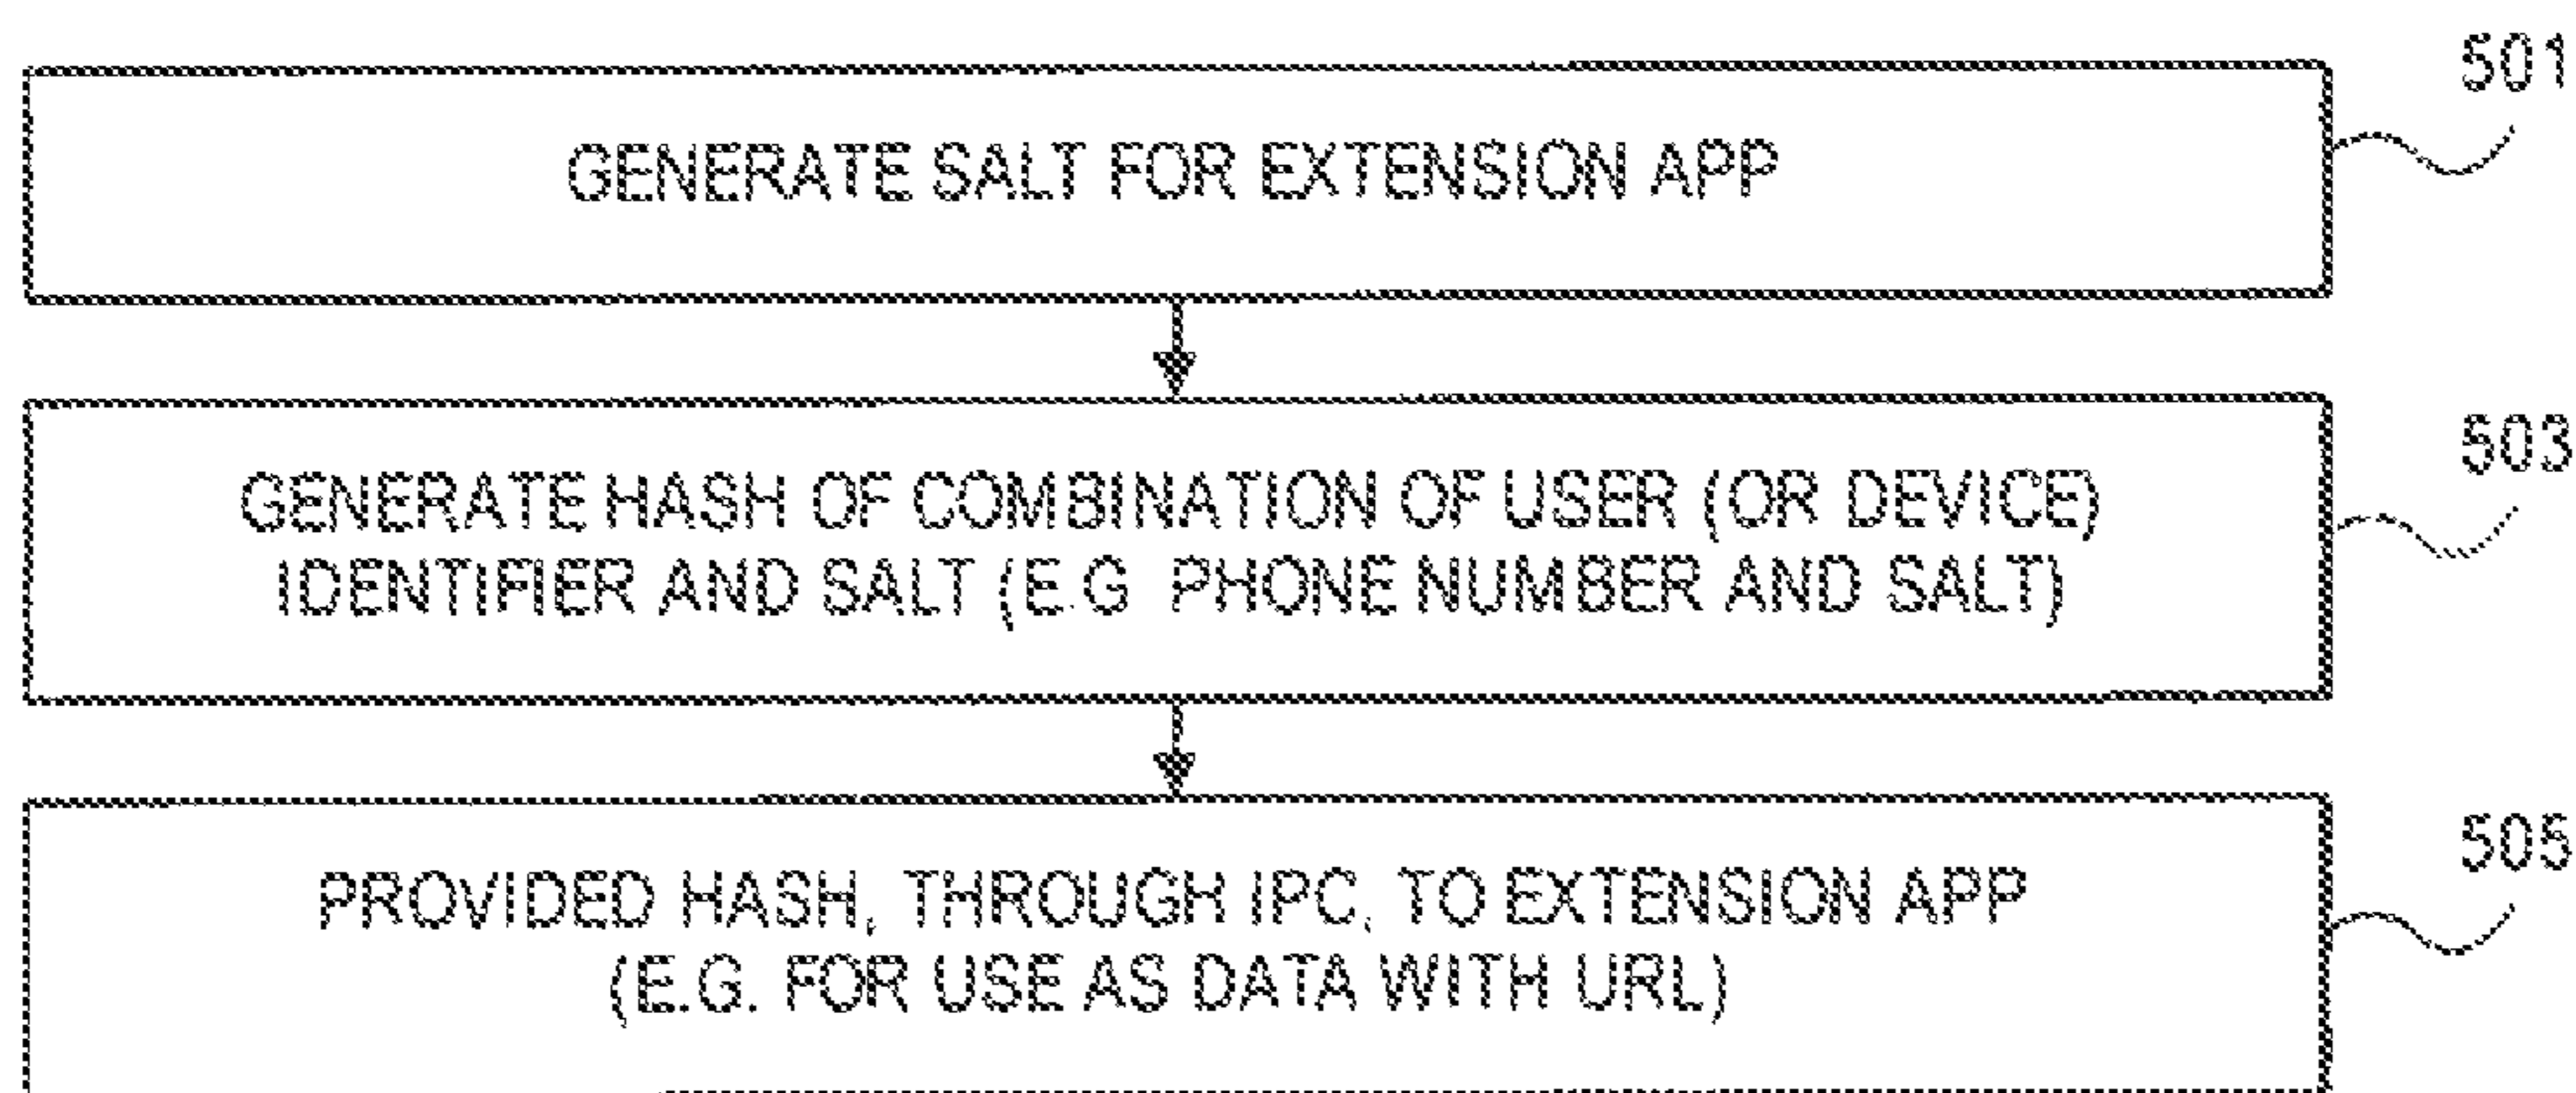 501
GENERATE SALT FOR EXTENSION APP
503
GENERATE HASH OF COMBINATION OF USER (OR DEVICE)
IDENTIFIER AND SALT (E.G PHONE NUMBER AND SALT)
505
PROVIDED HASH, THROUGH IPC, TO EXTENSION APP
(E.G. FOR USE AS DATA WITH URL)